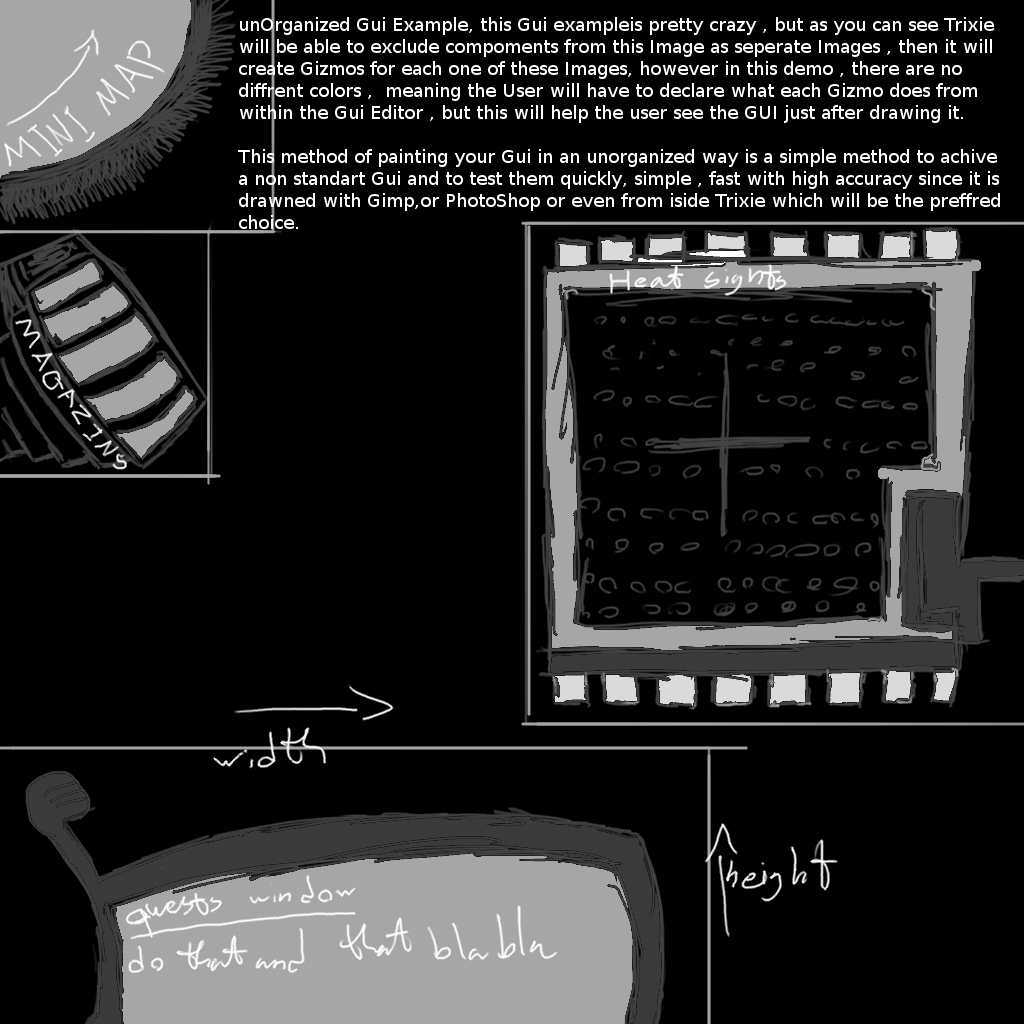 unOrganized Gui Example, this Gui exampleis pretty crazy , but as you can see Trixie
will be able to exclude compoments from this Image as seperate Images , then it will
create Gizmos for each one of these Images, however in this demo , there are no
diffrent colors ,  meaning the User will have to declare what each Gizmo does from
within the Gui Editor , but this will help the user see the GUI just after drawing it.
This method of painting your Gui in an unorganized way is a simple method to achive
a non standart Gui and to test them quickly, simple , fast with high accuracy since it is
drawned with Gimp,or PhotoShop or even from iside Trixie which will be the preffred
choice.
MINI MAP
Heat sights
MAGAZINS
width
height
quests window
do that and that bla bla